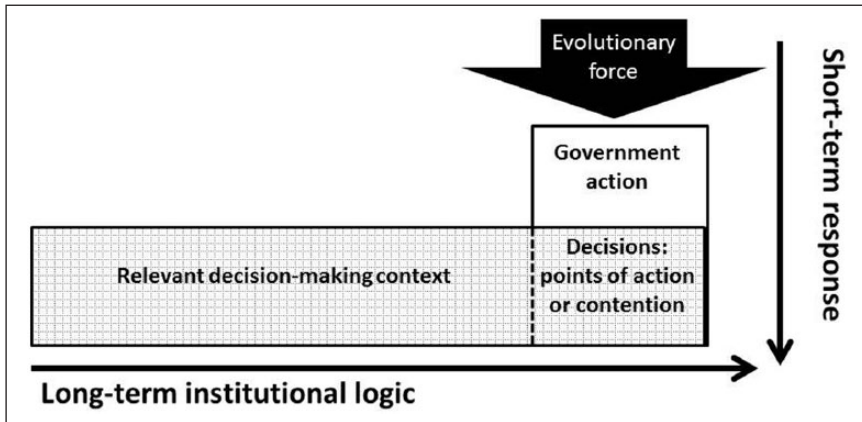 Evolutionary
force
Government
action
Relevant decision-making context
Decisions:
points of action
or contention
Long-term institutional logic
Short-term response